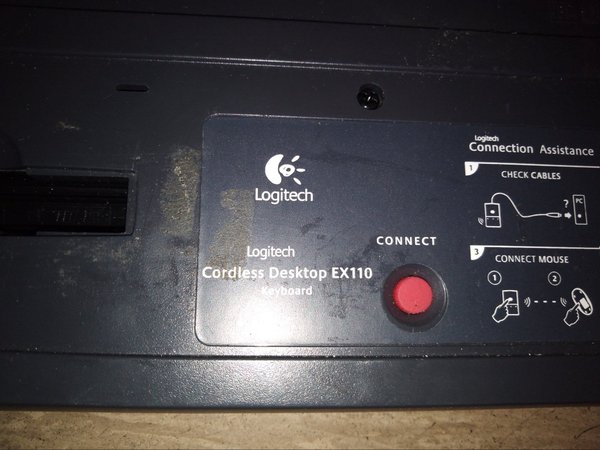 Logitech
Logitech
Cordless Desktop EX110
Keyboard
CONNECT
Logitech
Connection Assistance
1
CHECK CABLES
?
PC
3
CONNECT MOUSE
1
2